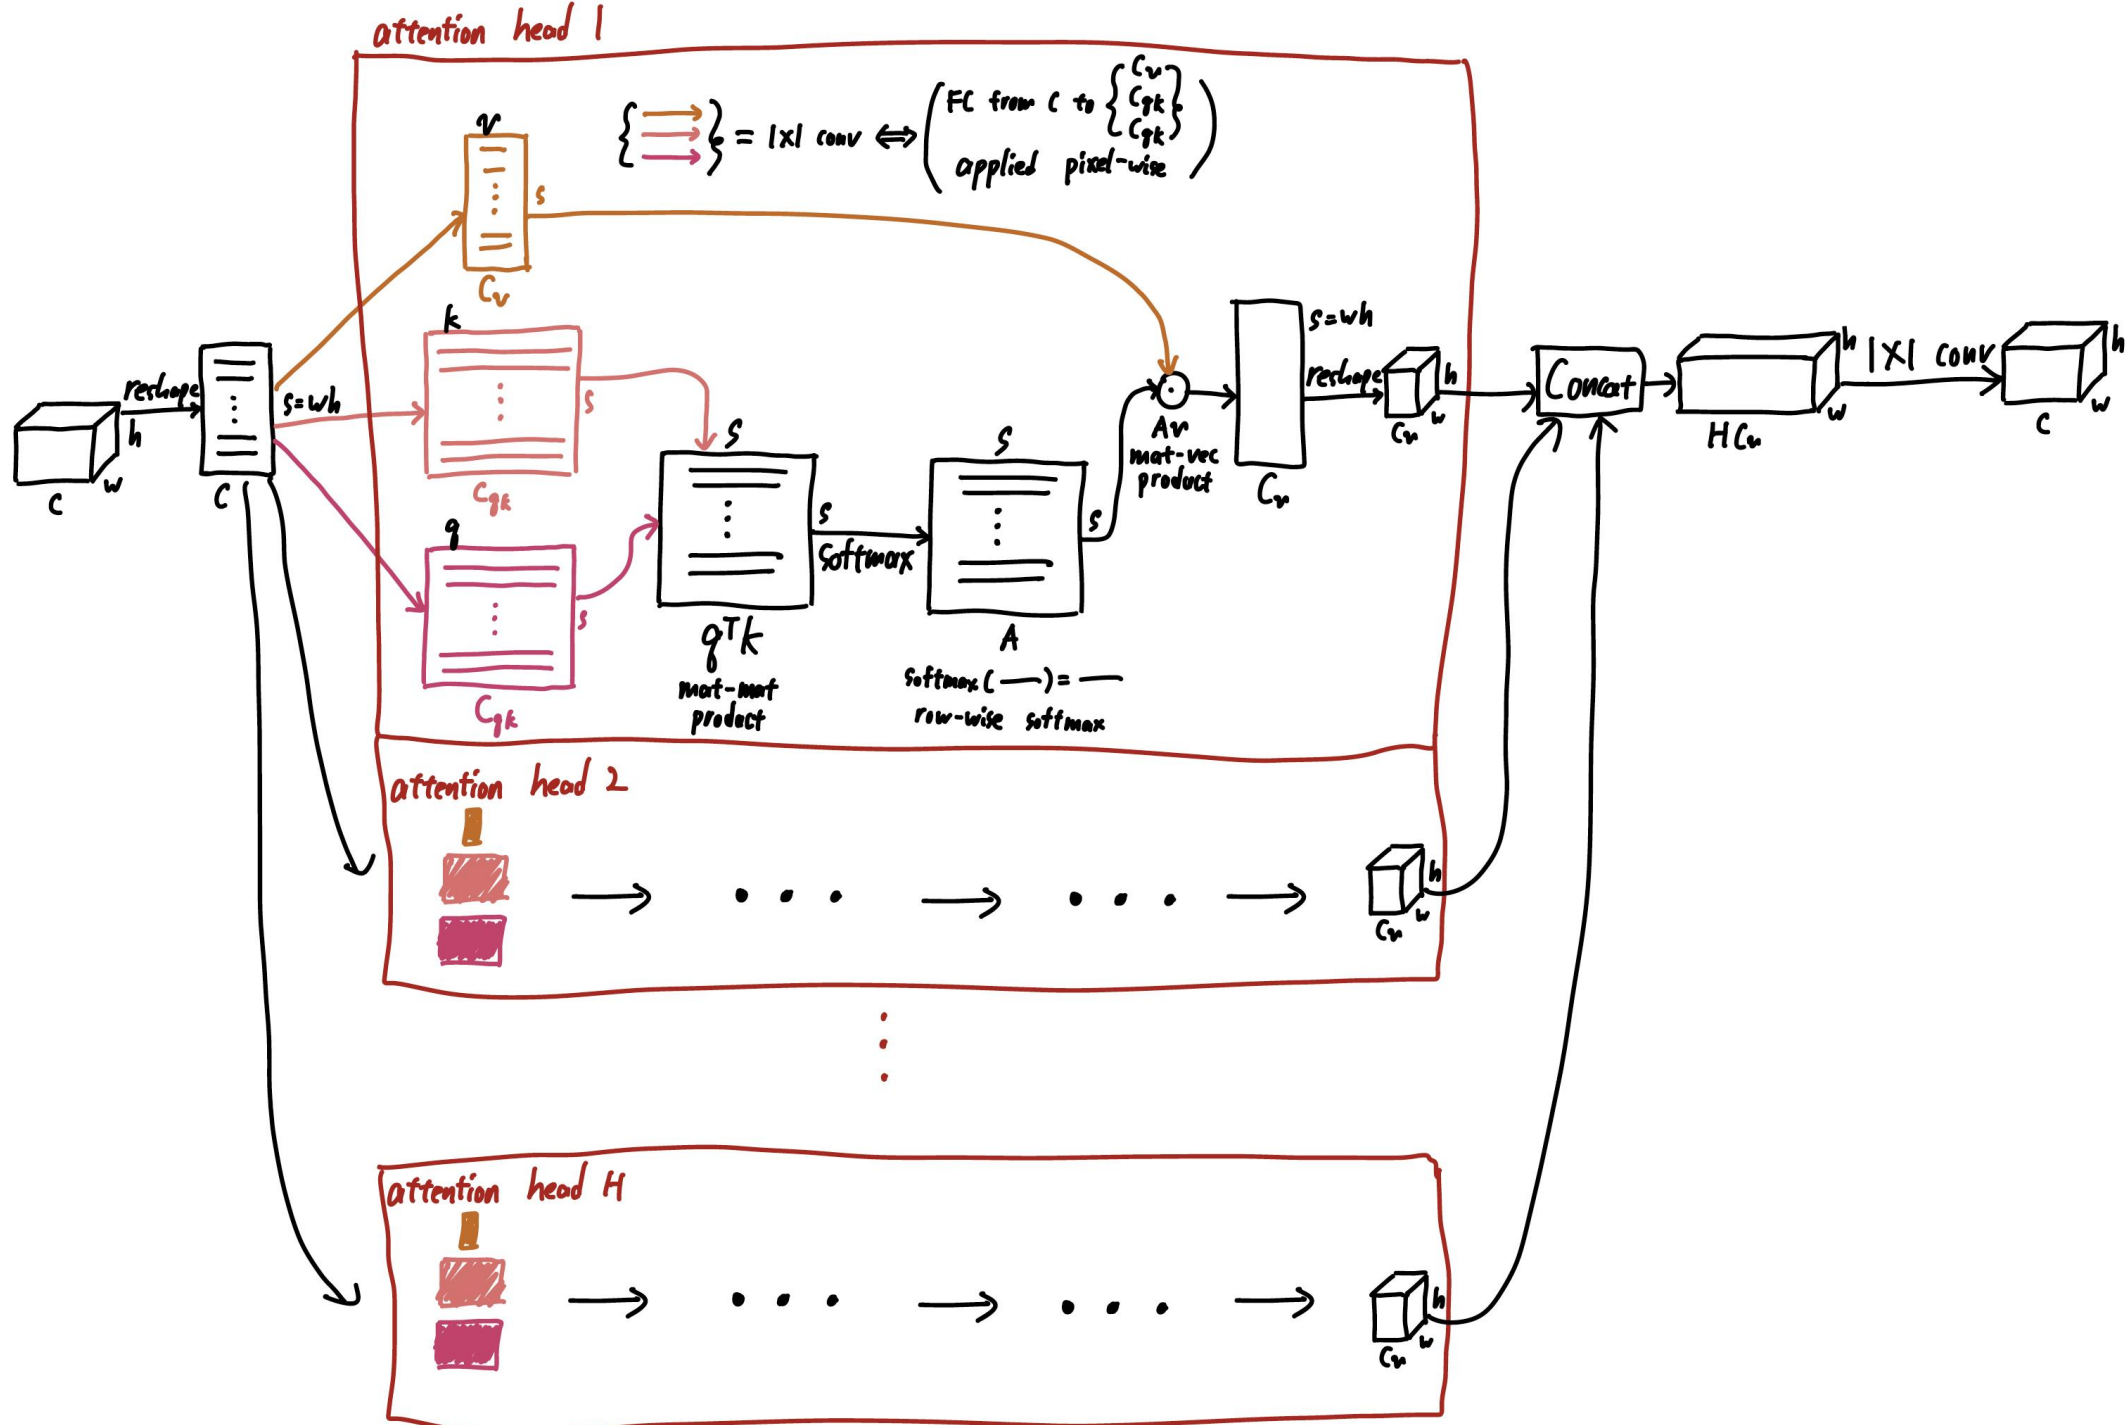 attention head 1
{ } = 1x1 conv ⟺ ( FC from C to { Cv Cqk Cqk } applied pixel-wise )
v
s
Cv
k
s
Cqk
q
s
Cqk
c
h
w
reshape
s=wh
C
S
s
qTk
mat-mat
product
softmax
S
s
A
softmax( — ) = —
row-wise softmax
Av
mat-vec
product
s=wh
Cv
reshape
h
w
Cv
Concat
h
w
HCv
1x1 conv
h
w
C
attention head 2
h
w
Cv
attention head H
h
w
Cv